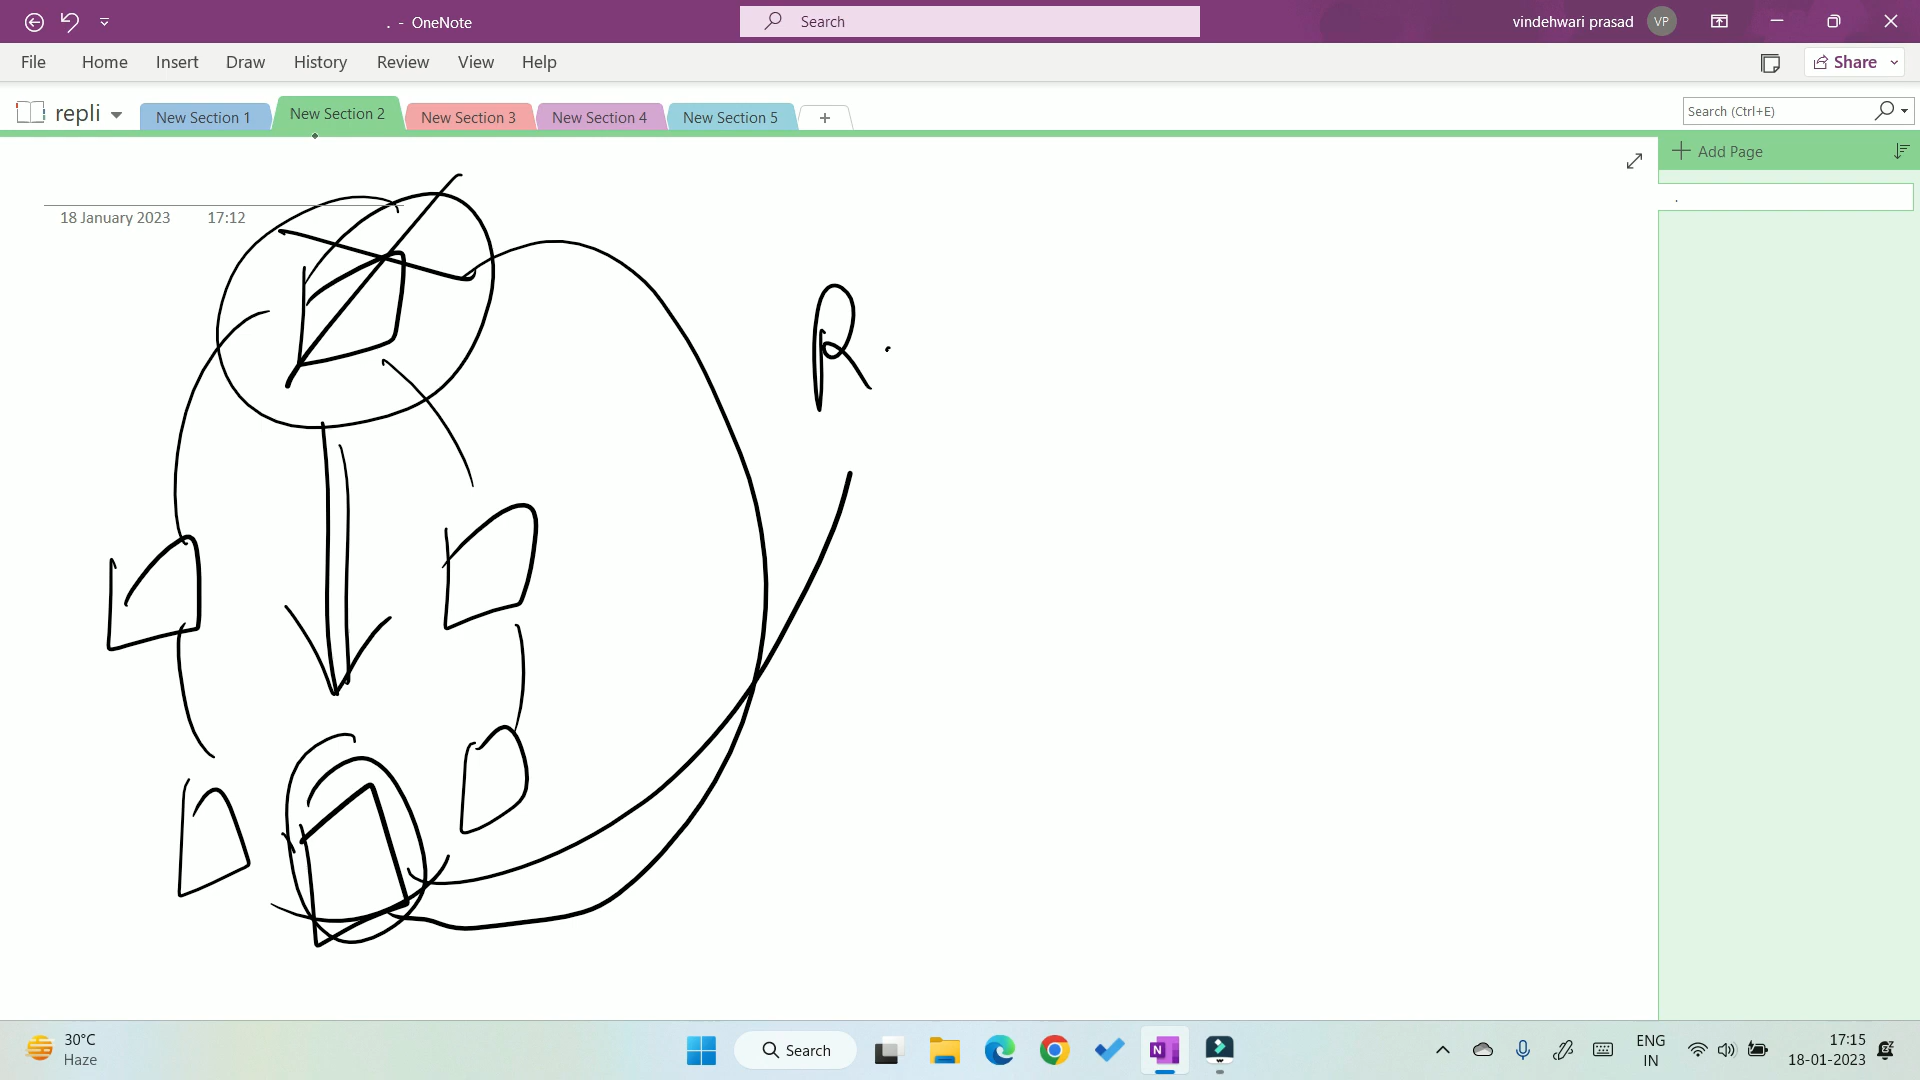 . - OneNote
Search
vindehwari prasad
VP
File Home Insert Draw History Review View Help
Share
repli
New Section 1
New Section 2
New Section 3
New Section 4
New Section 5
+
Search (Ctrl+E)
Add Page
.
18 January 2023 17:12
R.
30°C
Haze
Search
ENG
IN
17:15
18-01-2023